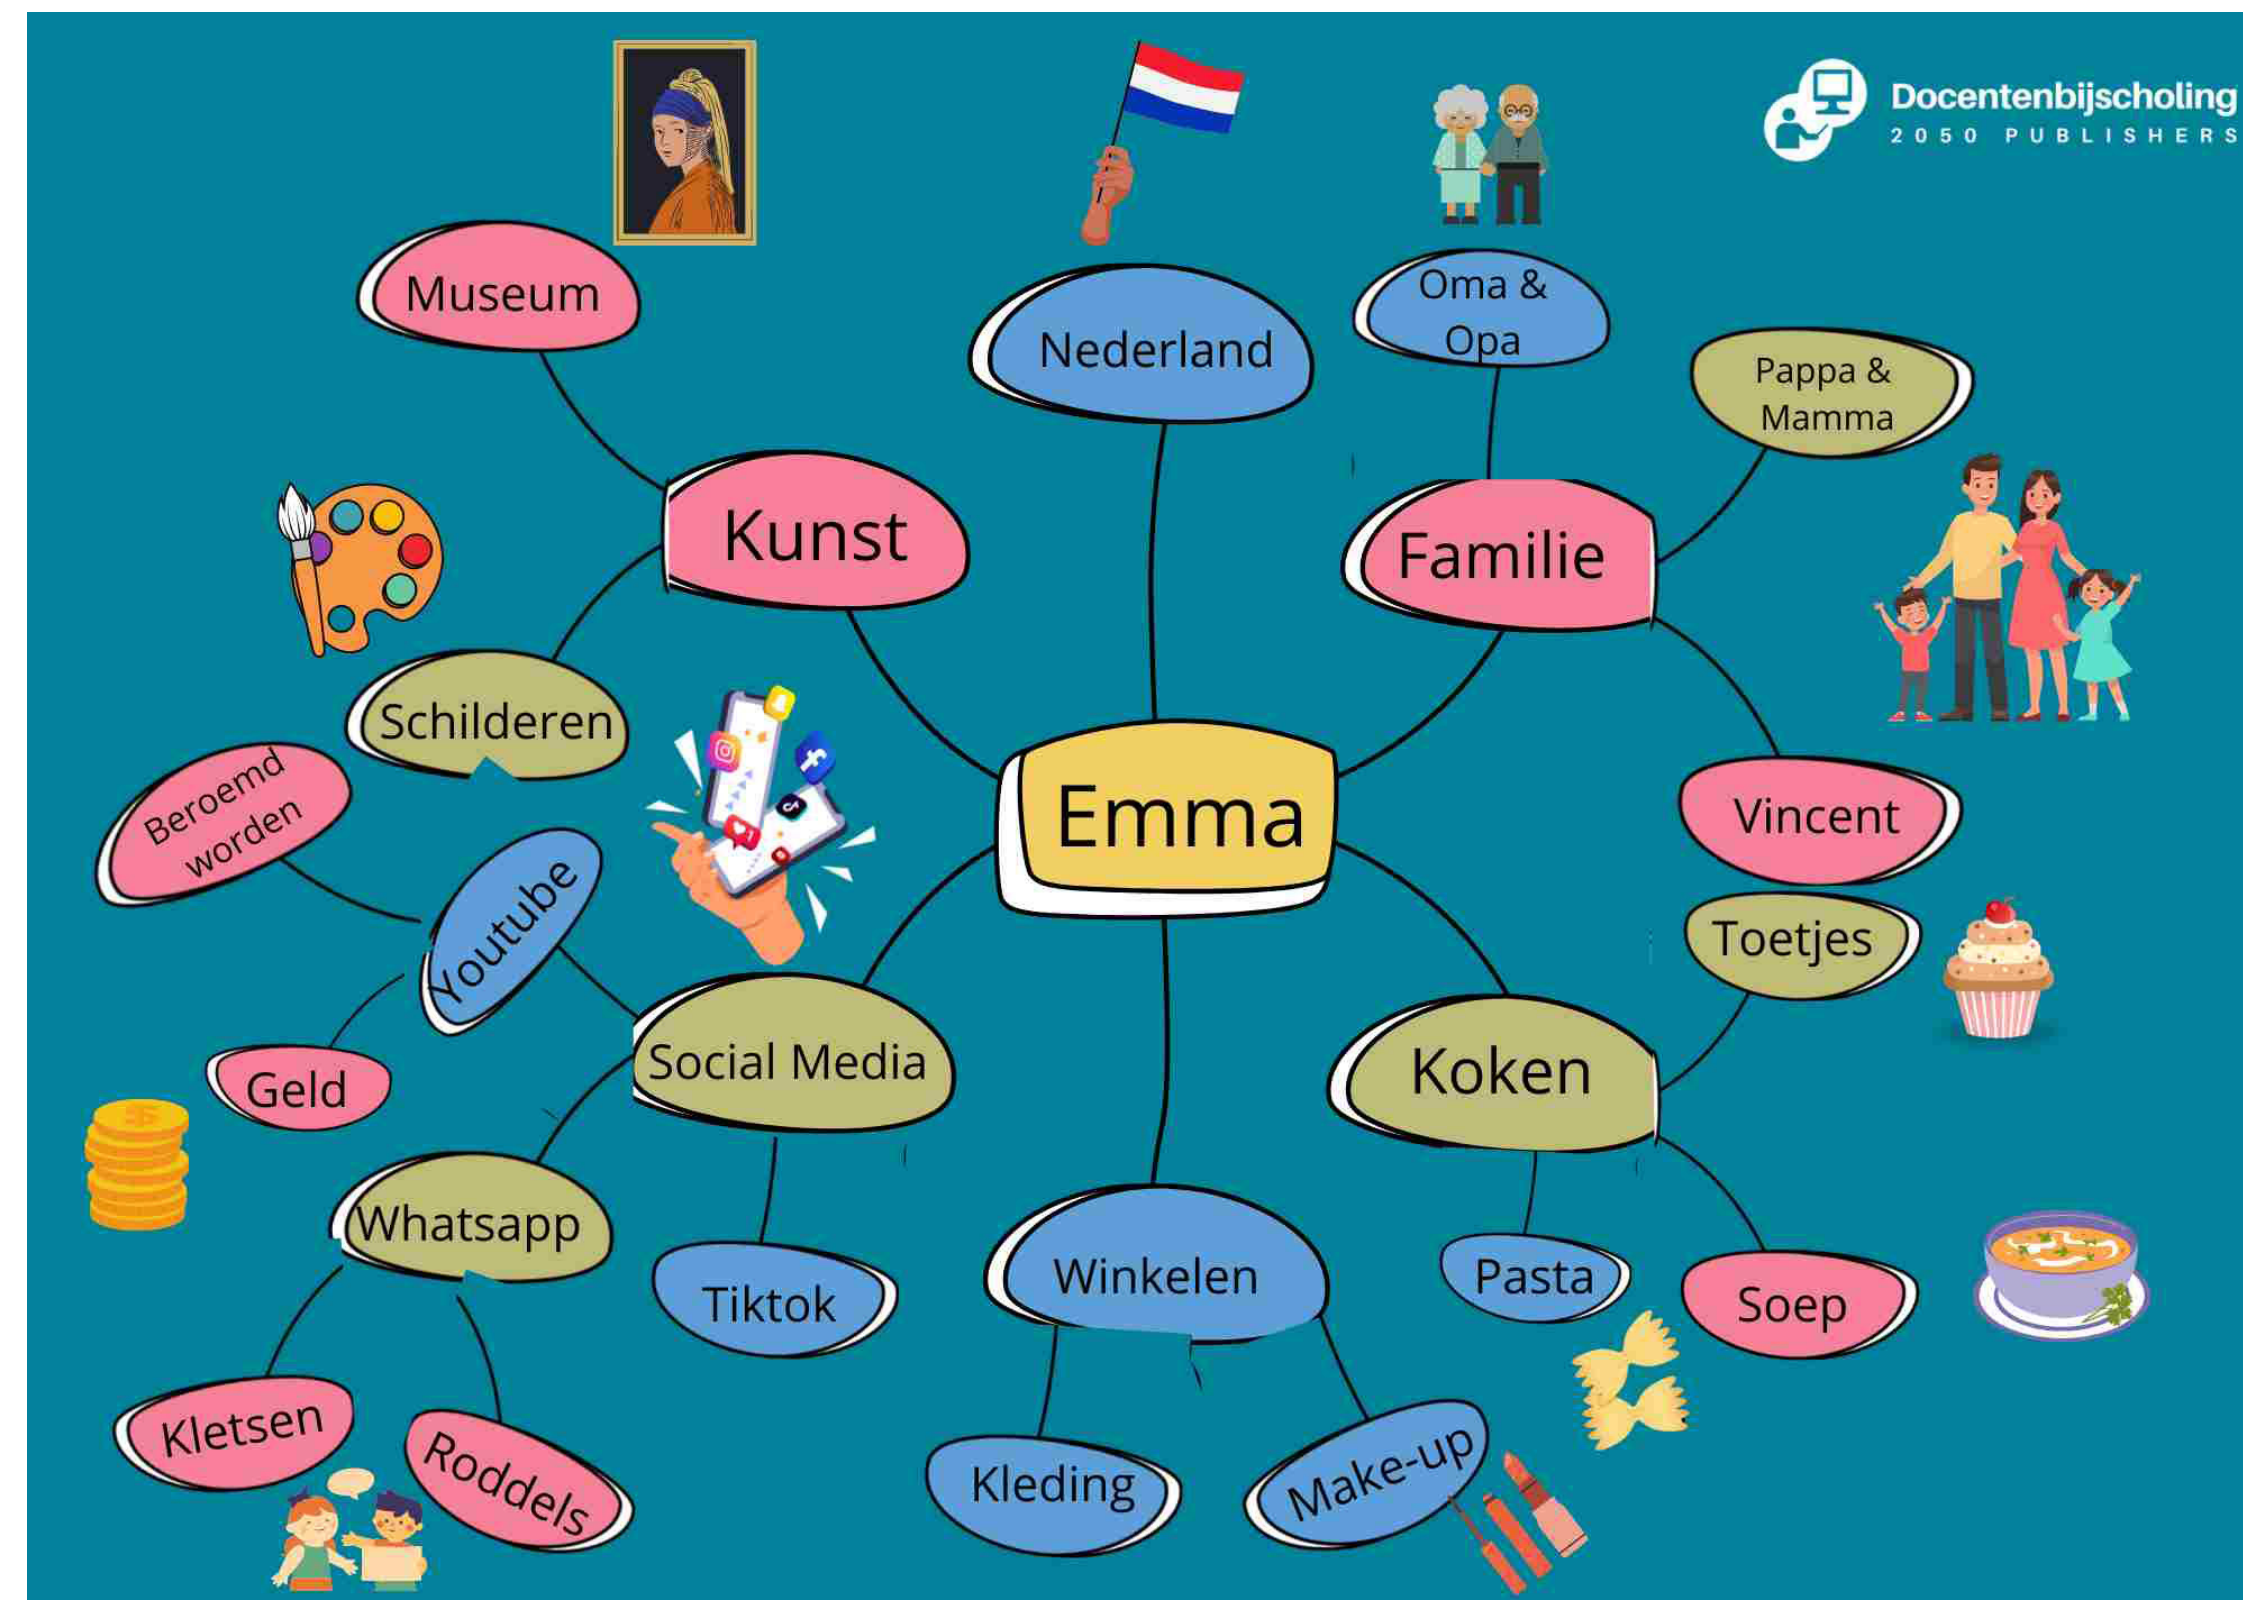 Docentenbijscholing
2050 PUBLISHERS
Museum
Nederland
Oma &
Opa
Pappa &
Mamma
Kunst
Familie
Schilderen
Beroemd
worden
Youtube
Emma
Vincent
Toetjes
Geld
Social Media
Koken
Whatsapp
Tiktok
Winkelen
Pasta
Soep
Kletsen
Roddels
Kleding
Make-up